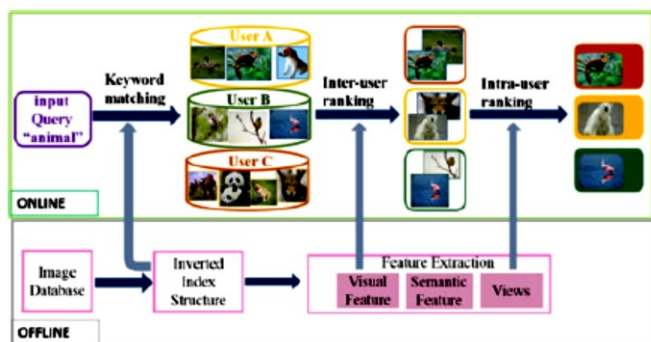 User A
Keyword
matching
Inter-user
ranking
Intra-user
ranking
input
Query
“animal”
User B
User C
ONLINE
Image
Database
Inverted
Index
Structure
Feature Extraction
Visual
Feature
Semantic
Feature
Views
OFFLINE